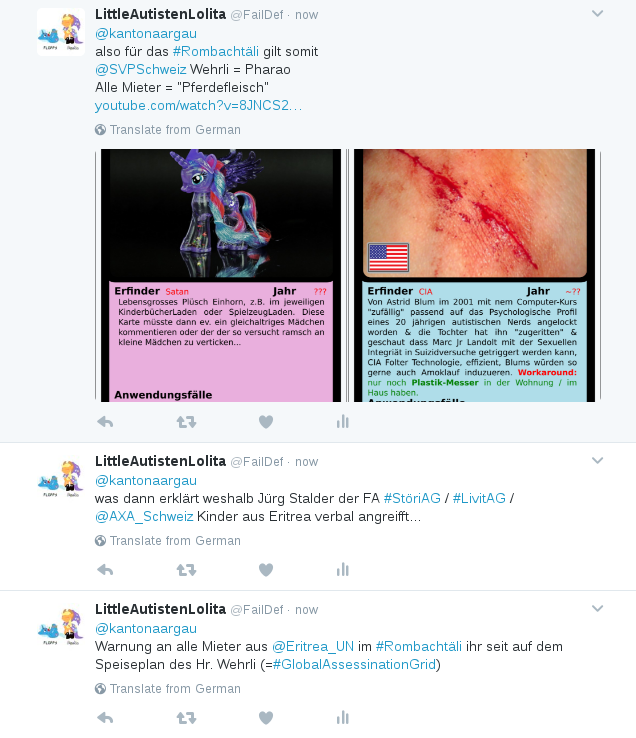 LittleAutistenLolita @FailDef · now
@kantonaargau
also für das #Rombachtäli gilt somit
@SVPSchweiz Wehrli = Pharao
Alle Mieter = "Pferdefleisch"
youtube.com/watch?v=8JNCS2…
Translate from German
Erfinder Satan Jahr ???
Lebensgrosses Plüsch Einhorn, z.B. im jeweiligen
KinderbücherLaden oder SpielzeugLaden. Diese
Karte müsste dann ev. ein gleichaltriges Mädchen
kommentieren oder der der so versucht ramsch an
kleine Mädchen zu verticken...
Anwendungsfälle
Erfinder CIA Jahr ~??
Von Astrid Blum im 2001 mit nem Computer-Kurs
"zufällig" passend auf das Psychologische Profil
eines 20 jährigen autistischen Nerds angelockt
worden & die Tochter hat ihn "zugeritten" &
geschaut dass Marc Jr Landolt mit der Sexuellen
Integriät in Suizidversuche getriggert werden kann,
CIA Folter Technologie, effizient, Blums würden so
gerne auch Amoklauf induzueren. Workaround:
nur noch Plastik-Messer in der Wohnung / im
Haus haben.
Anwendungsfälle
LittleAutistenLolita @FailDef · now
@kantonaargau
was dann erklärt weshalb Jürg Stalder der FA #StöriAG / #LivitAG /
@AXA_Schweiz Kinder aus Eritrea verbal angreifft...
Translate from German
LittleAutistenLolita @FailDef · now
@kantonaargau
Warnung an alle Mieter aus @Eritrea_UN im #Rombachtäli ihr seit auf dem
Speiseplan des Hr. Wehrli (=#GlobalAssessinationGrid)
Translate from German